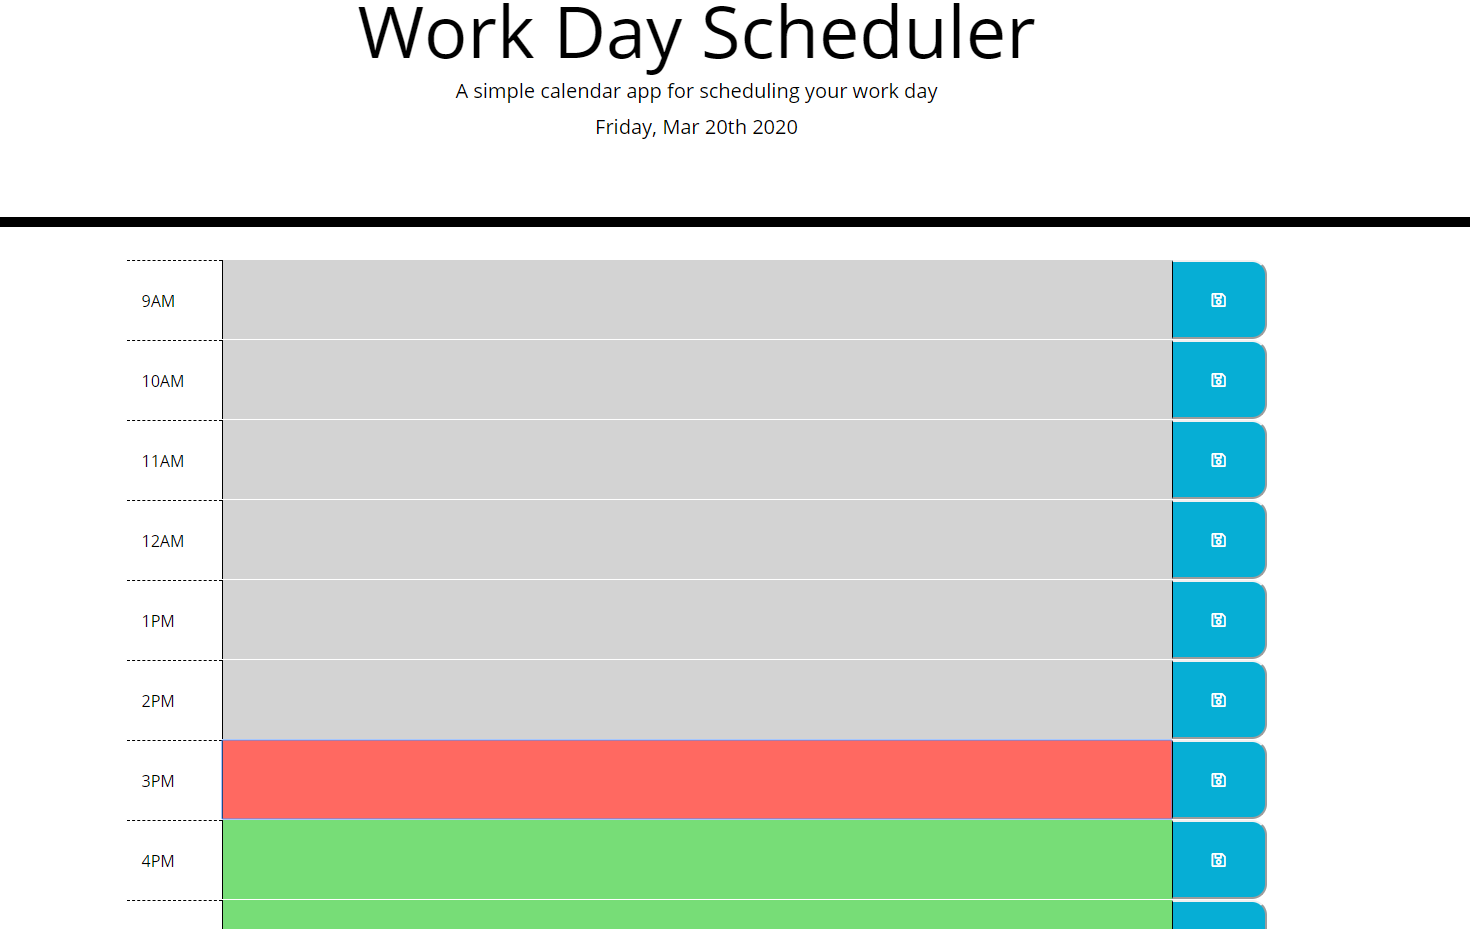 Work Day Scheduler
A simple calendar app for scheduling your work day
Friday, Mar 20th 2020
9AM
10AM
11AM
12AM
1PM
2PM
3PM
4PM